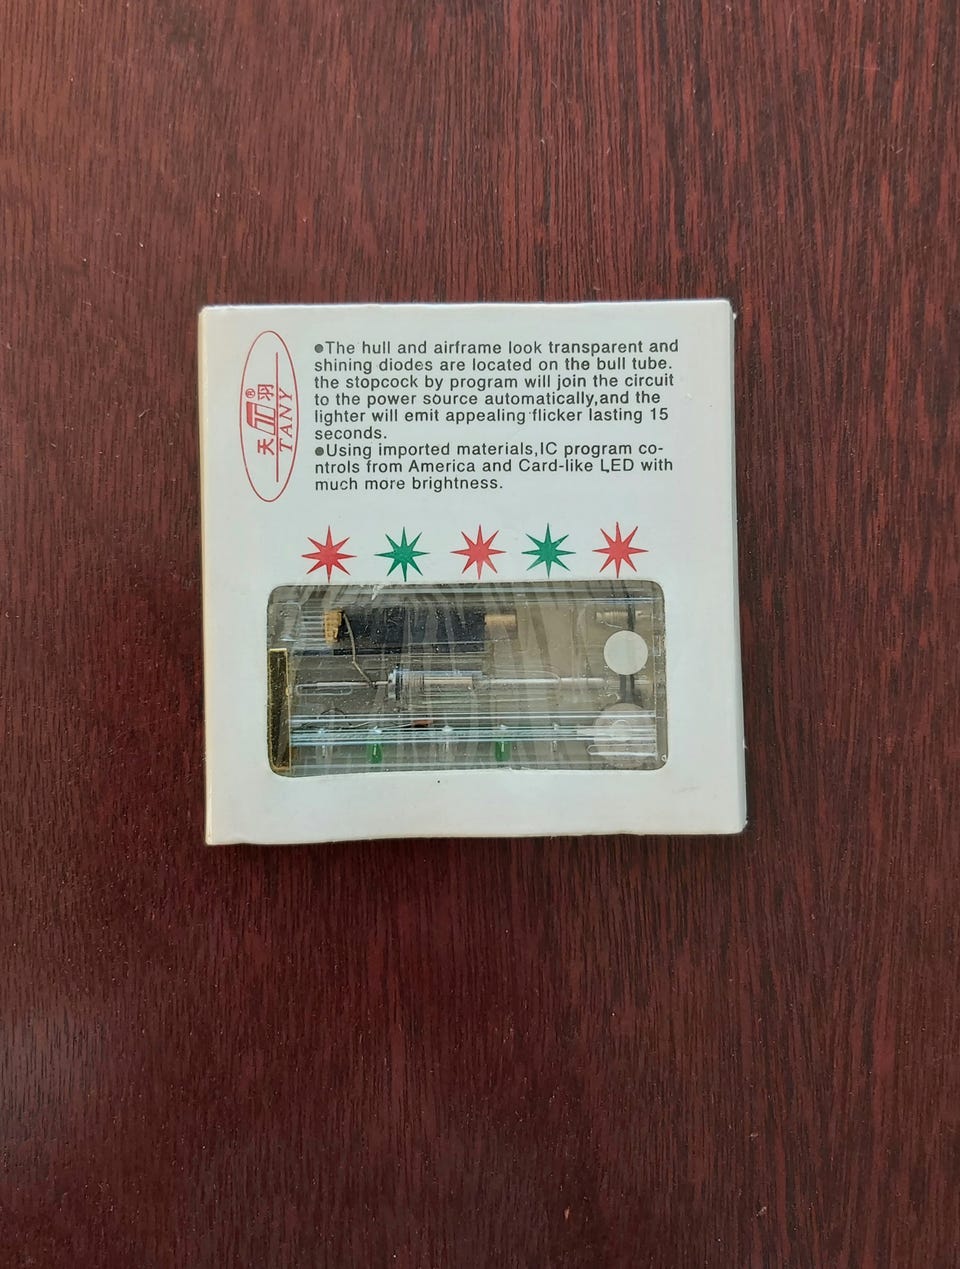 ●The hull and airframe look transparent and
shining diodes are located on the bull tube.
the stopcock by program will join the circuit
to the power source automatically,and the
lighter will emit appealing flicker lasting 15
seconds.
●Using imported materials,IC program co-
ntrols from America and Card-like LED with
much more brightness.
天羽®
TANY